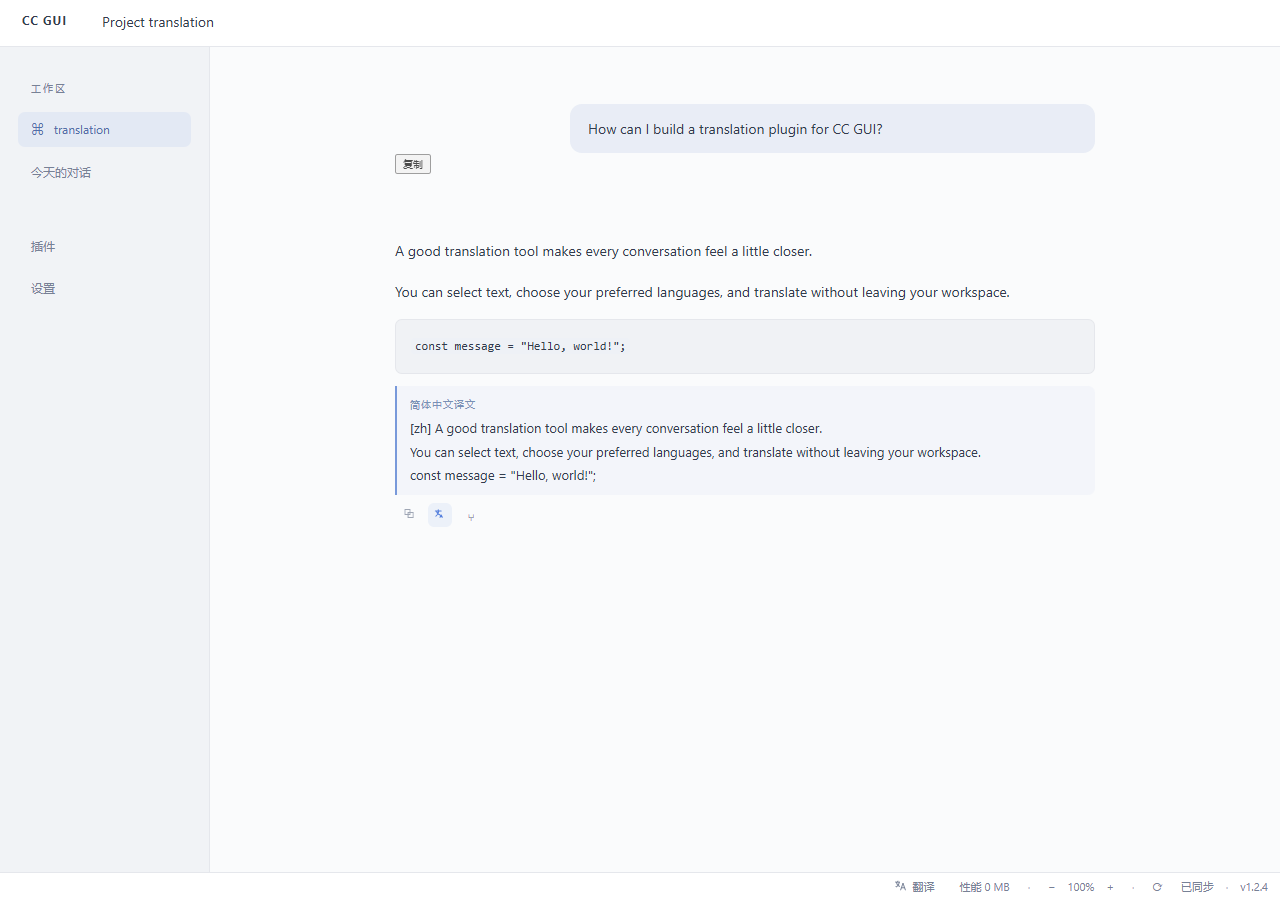 CC GUI
Project translation
工作区
⌘ translation
今天的对话
插件
设置
How can I build a translation plugin for CC GUI?
复制
A good translation tool makes every conversation feel a little closer.
You can select text, choose your preferred languages, and translate without leaving your workspace.
const message = "Hello, world!";
简体中文译文
[zh] A good translation tool makes every conversation feel a little closer.
You can select text, choose your preferred languages, and translate without leaving your workspace.
const message = "Hello, world!";
翻译 性能 0 MB · − 100% + · 已同步 · v1.2.4